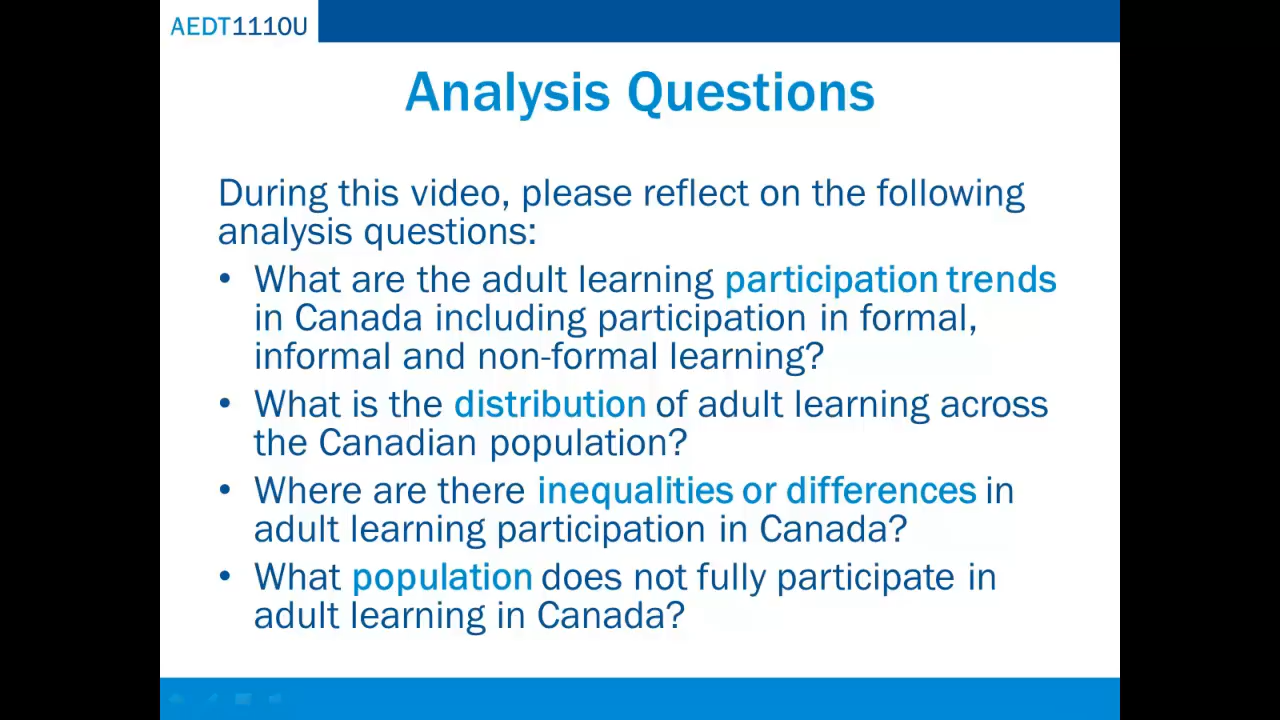 AEDT1110U
Analysis Questions
During this video, please reflect on the following
analysis questions:
• What are the adult learning participation trends
in Canada including participation in formal,
informal and non-formal learning?
• What is the distribution of adult learning across
the Canadian population?
• Where are there inequalities or differences in
adult learning participation in Canada?
• What population does not fully participate in
adult learning in Canada?